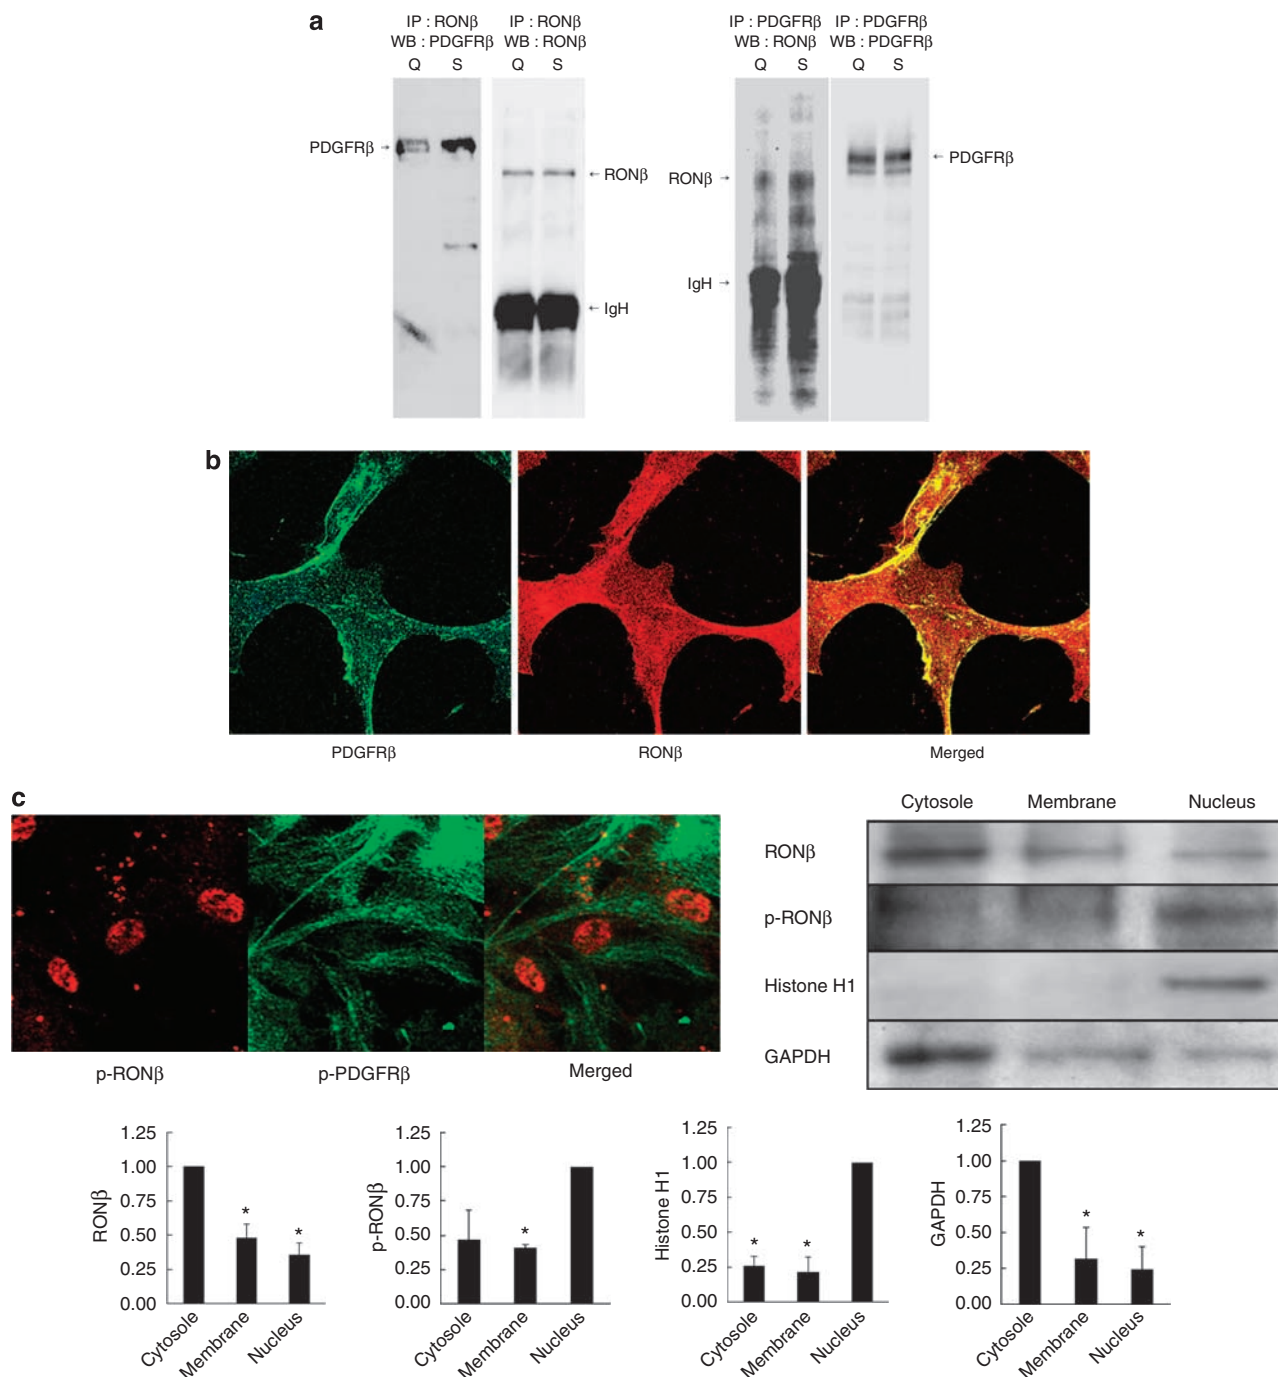 a
IP : RONβ
WB : PDGFRβ
Q S
IP : RONβ
WB : RONβ
Q S
IP : PDGFRβ
WB : RONβ
Q S
IP : PDGFRβ
WB : PDGFRβ
Q S
PDGFRβ →
← RONβ
← IgH
RONβ →
IgH →
← PDGFRβ
b
PDGFRβ
RONβ
Merged
c
p-RONβ
p-PDGFRβ
Merged
Cytosole Membrane Nucleus
RONβ
p-RONβ
Histone H1
GAPDH
RONβ
1.25
1.00
0.75
0.50
0.25
0.00
*
*
Cytosole
Membrane
Nucleus
p-RONβ
1.25
1.00
0.75
0.50
0.25
0.00
*
Cytosole
Membrane
Nucleus
Histone H1
1.25
1.00
0.75
0.50
0.25
0.00
*
*
Cytosole
Membrane
Nucleus
GAPDH
1.25
1.00
0.75
0.50
0.25
0.00
*
*
Cytosole
Membrane
Nucleus